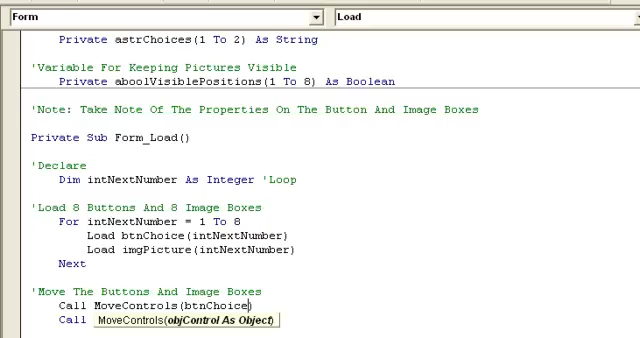 Form Load
Private astrChoices(1 To 2) As String
'Variable For Keeping Pictures Visible
Private aboolVisiblePositions(1 To 8) As Boolean
'Note: Take Note Of The Properties On The Button And Image Boxes
Private Sub Form_Load()
'Declare
Dim intNextNumber As Integer 'Loop
'Load 8 Buttons And 8 Image Boxes
For intNextNumber = 1 To 8
Load btnChoice(intNextNumber)
Load imgPicture(intNextNumber)
Next
'Move The Buttons And Image Boxes
Call MoveControls(btnChoice)
Call MoveControls(objControl As Object)